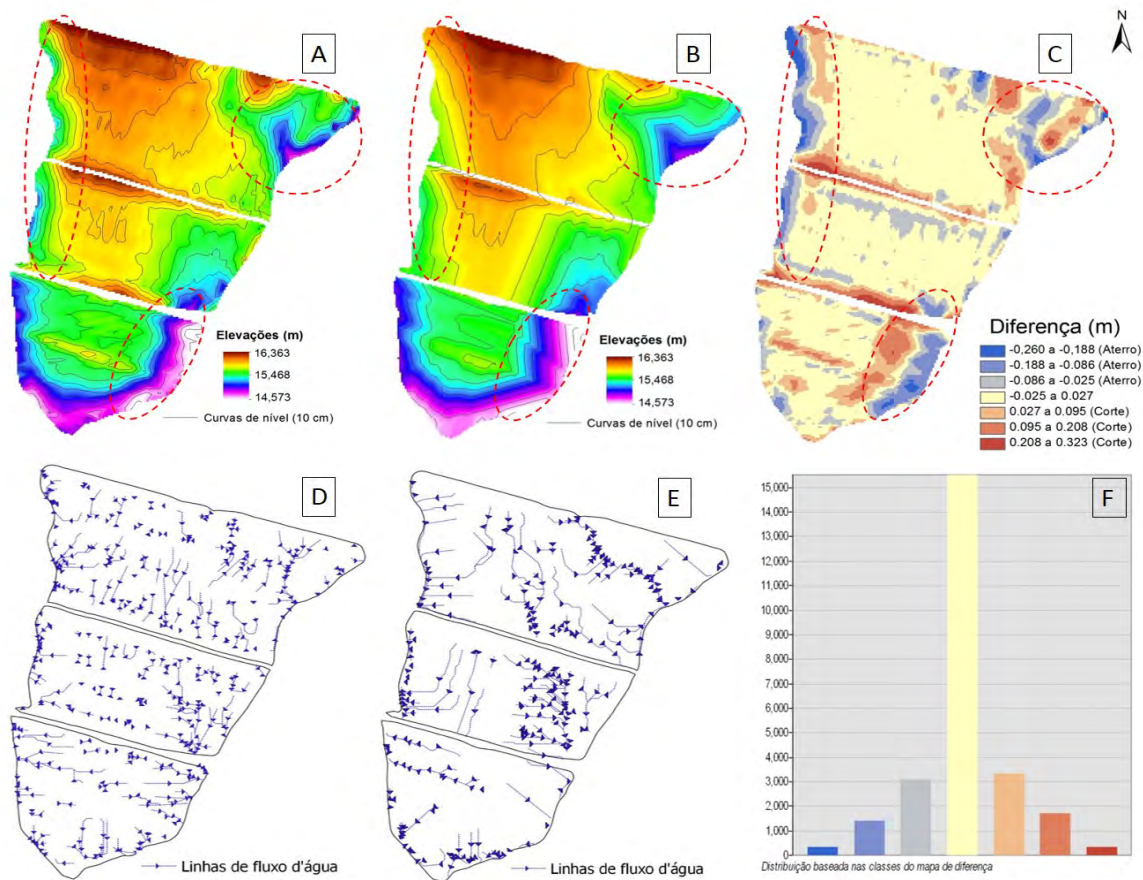 A
B
C
N
Elevações (m)
16,363
15,468
14,573
Curvas de nível (10 cm)
Elevações (m)
16,363
15,468
14,573
Curvas de nível (10 cm)
Diferença (m)
-0,260 a -0,188 (Aterro)
-0.188 a -0.086 (Aterro)
-0.086 a -0.025 (Aterro)
-0.025 a 0.027
0.027 a 0.095 (Corte)
0.095 a 0.208 (Corte)
0.208 a 0.323 (Corte)
D
E
F
Linhas de fluxo d'água
Linhas de fluxo d'água
15,000
14,000
13,000
12,000
11,000
10,000
9,000
8,000
7,000
6,000
5,000
4,000
3,000
2,000
1,000
0
Distribuição baseada nas classes do mapa de diferença